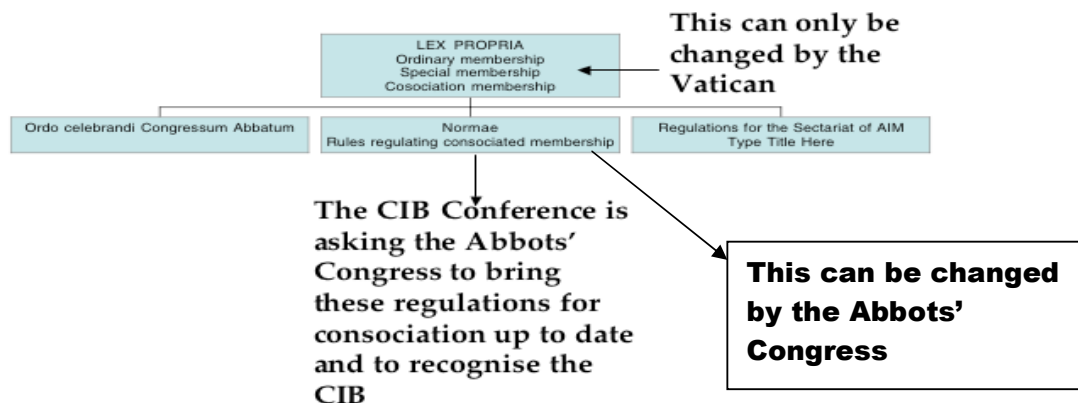 This can only be
changed by the
Vatican
LEX PROPRIA
Ordinary membership
Special membership
Cosociation membership
Ordo celebrandi Congressum Abbatum
Normae
Rules regulating consociated membership
Regulations for the Sectariat of AIM
Type Title Here
The CIB Conference is
asking the Abbots’
Congress to bring
these regulations for
consociation up to date
and to recognise the
CIB
This can be changed
by the Abbots’
Congress